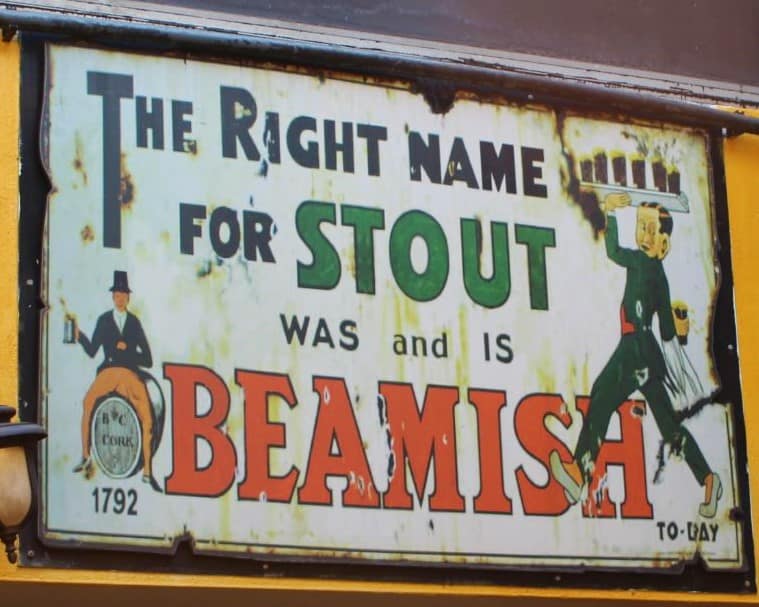 THE RIGHT NAME
FOR STOUT
WAS and IS
BEAMISH
B&C
CORK
1792
TO-DAY